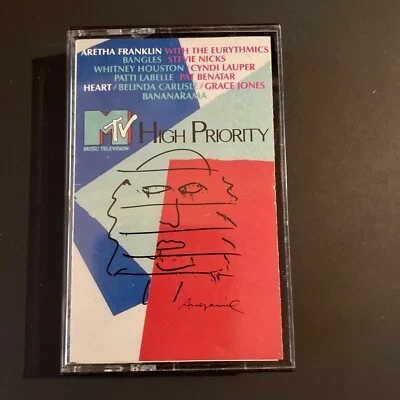 ARETHA FRANKLIN WITH THE EURYTHMICS
BANGLES / STEVIE NICKS
WHITNEY HOUSTON / CYNDI LAUPER
PATTI LABELLE / PAT BENATAR
HEART / BELINDA CARLISLE / GRACE JONES
BANANARAMA
MTV
MUSIC TELEVISION
HIGH PRIORITY